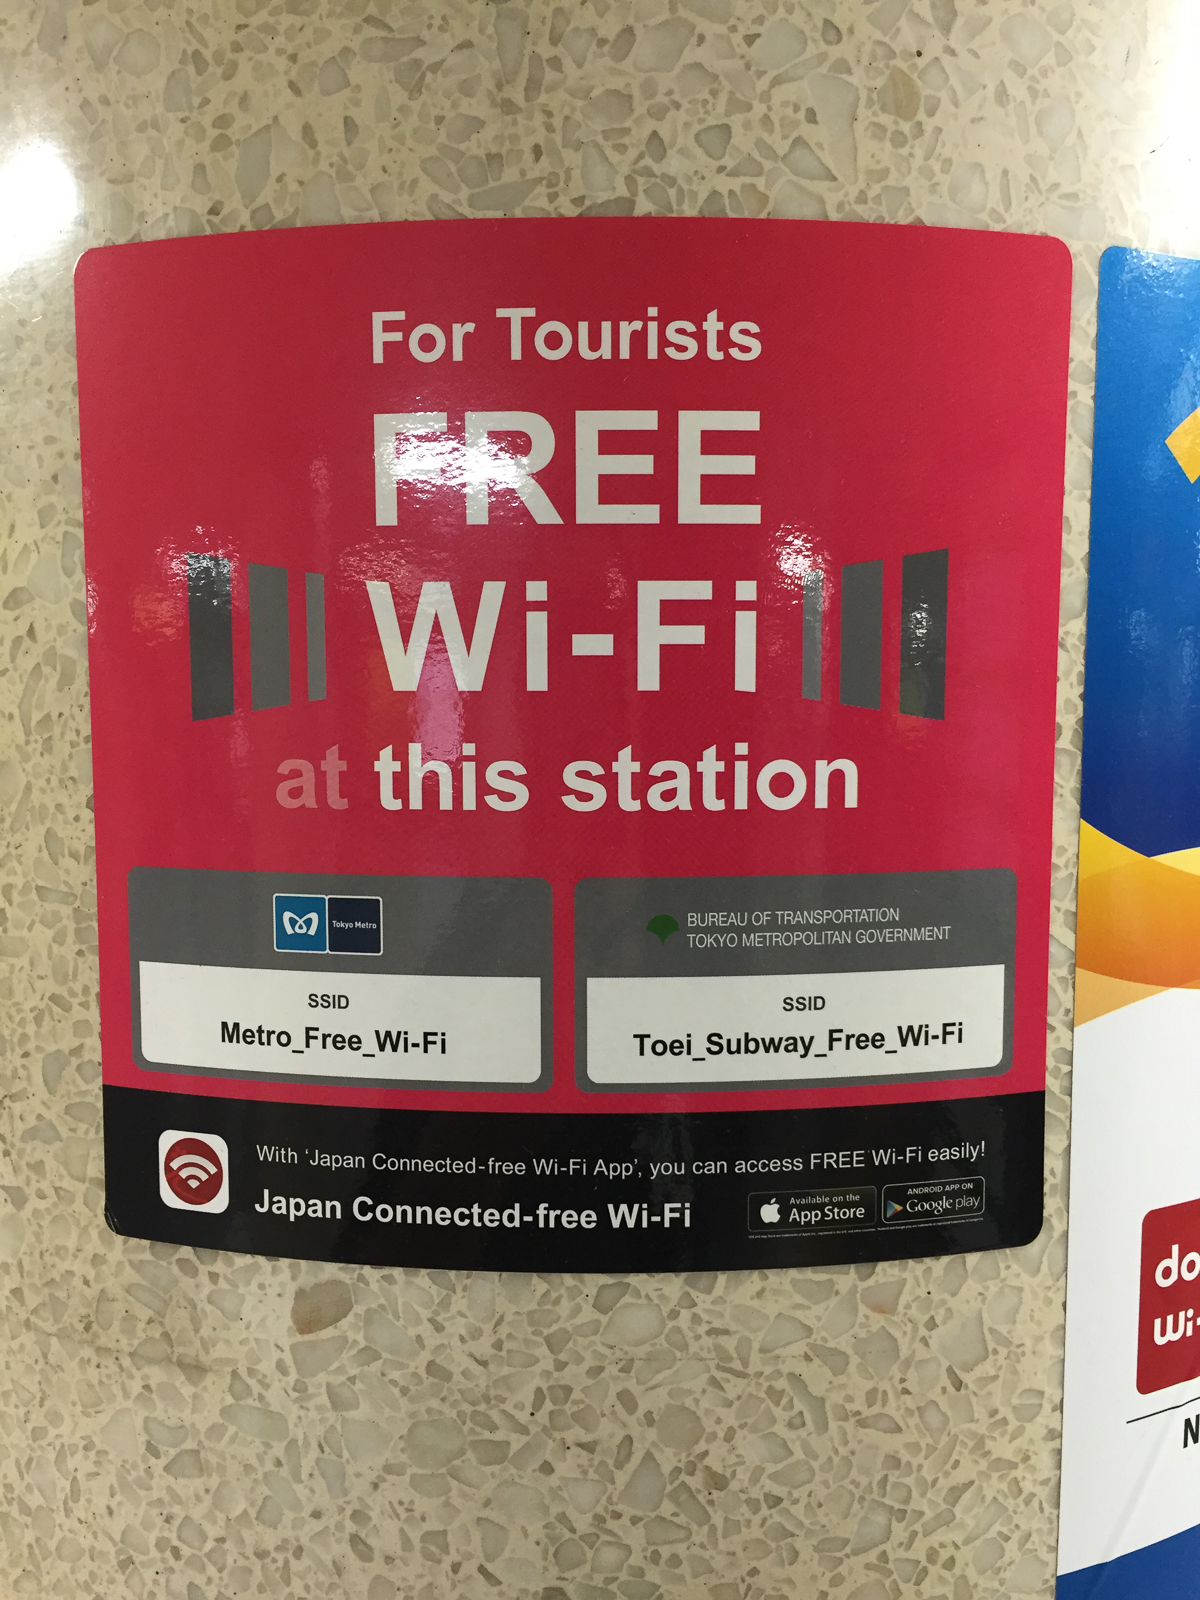 For Tourists
FREE
Wi-Fi
at this station
Tokyo Metro
SSID
Metro_Free_Wi-Fi
BUREAU OF TRANSPORTATION
TOKYO METROPOLITAN GOVERNMENT
SSID
Toei_Subway_Free_Wi-Fi
With ‘Japan Connected-free Wi-Fi App’, you can access FREE Wi-Fi easily!
Japan Connected-free Wi-Fi
Available on the
App Store
ANDROID APP ON
Google play
do
Wi-
N